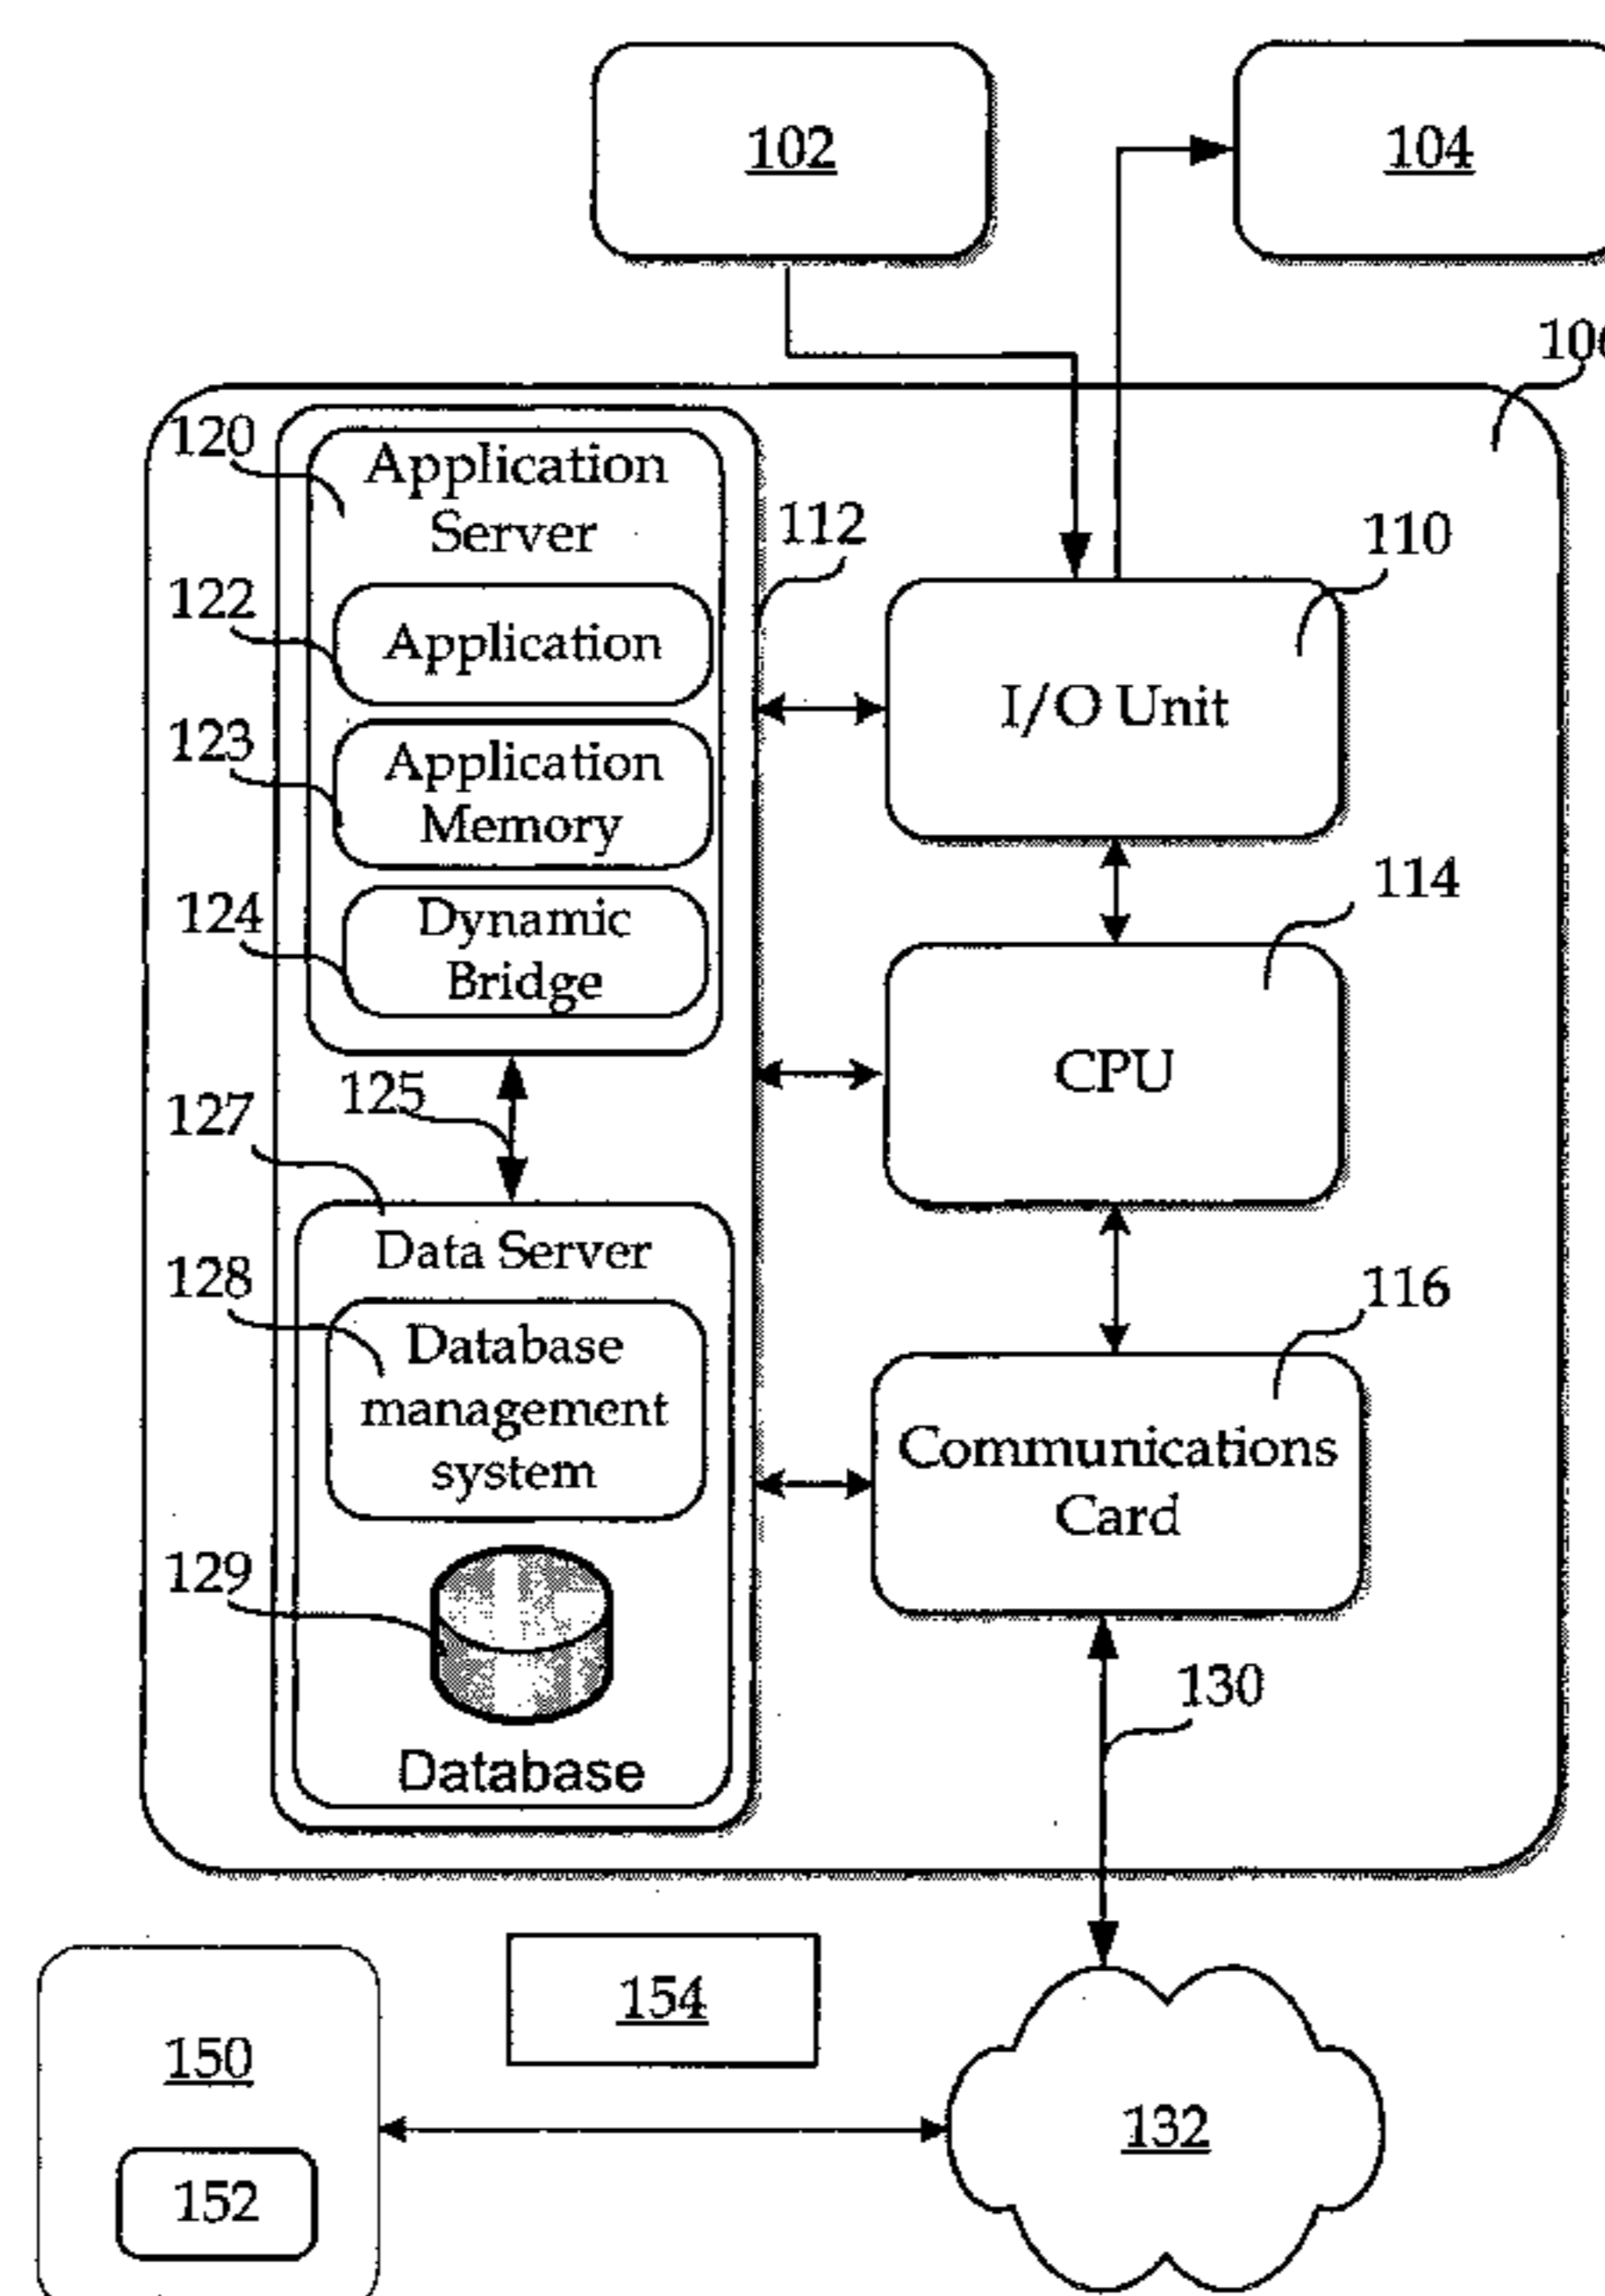 102
104
120
Application
Server
112
110
122
Application
I/O Unit
123
Application
Memory
114
124
Dynamic
Bridge
CPU
125
127
Data Server
116
128
Database
management
system
Communications
Card
129
130
Database
154
150
132
152